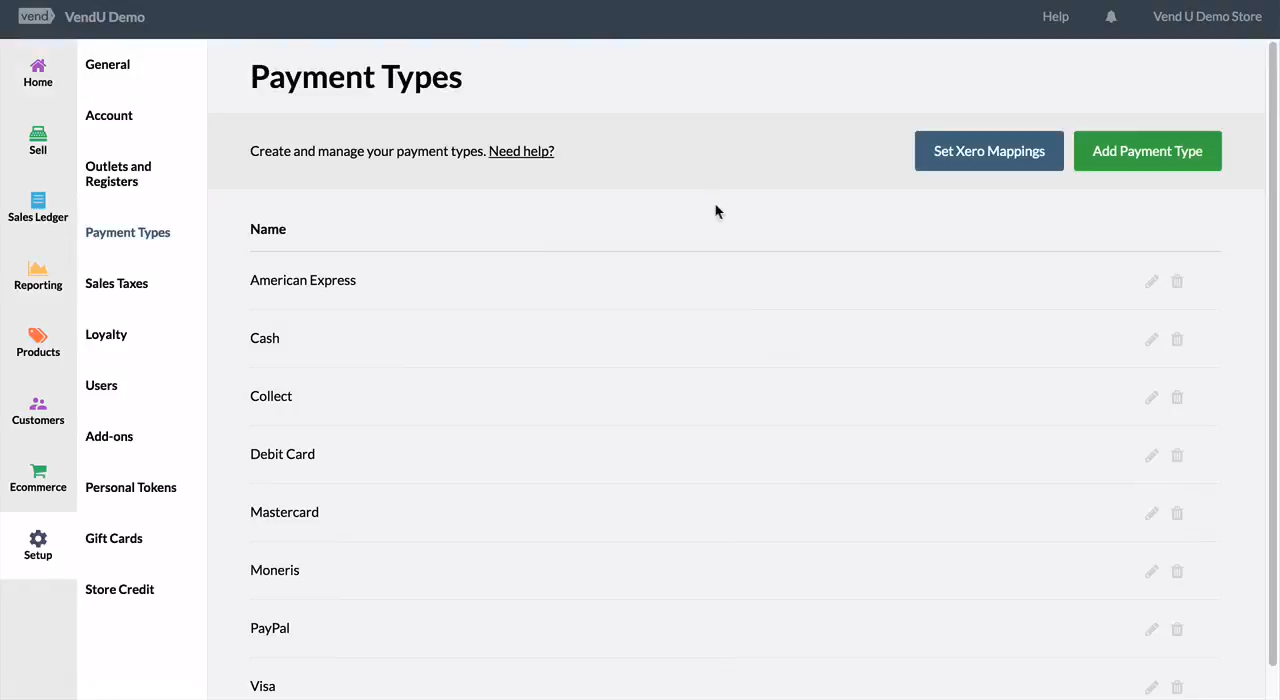 vend VendU Demo
Help
Vend U Demo Store
Home
Sell
Sales Ledger
Reporting
Products
Customers
Ecommerce
Setup
General
Account
Outlets and
Registers
Payment Types
Sales Taxes
Loyalty
Users
Add-ons
Personal Tokens
Gift Cards
Store Credit
Payment Types
Create and manage your payment types. Need help?
Set Xero Mappings
Add Payment Type
Name
American Express
Cash
Collect
Debit Card
Mastercard
Moneris
PayPal
Visa